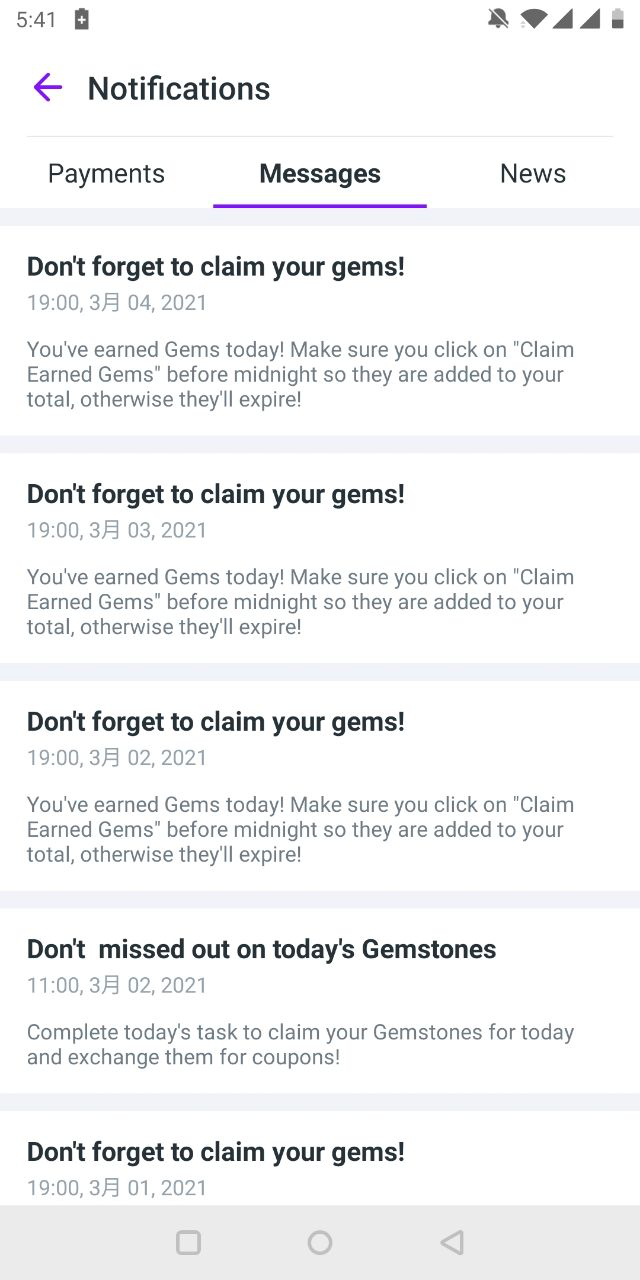 5:41
Notifications
Payments Messages News
Don't forget to claim your gems!
19:00, 3月 04, 2021
You've earned Gems today! Make sure you click on "Claim
Earned Gems" before midnight so they are added to your
total, otherwise they'll expire!
Don't forget to claim your gems!
19:00, 3月 03, 2021
You've earned Gems today! Make sure you click on "Claim
Earned Gems" before midnight so they are added to your
total, otherwise they'll expire!
Don't forget to claim your gems!
19:00, 3月 02, 2021
You've earned Gems today! Make sure you click on "Claim
Earned Gems" before midnight so they are added to your
total, otherwise they'll expire!
Don't  missed out on today's Gemstones
11:00, 3月 02, 2021
Complete today's task to claim your Gemstones for today
and exchange them for coupons!
Don't forget to claim your gems!
19:00, 3月 01, 2021